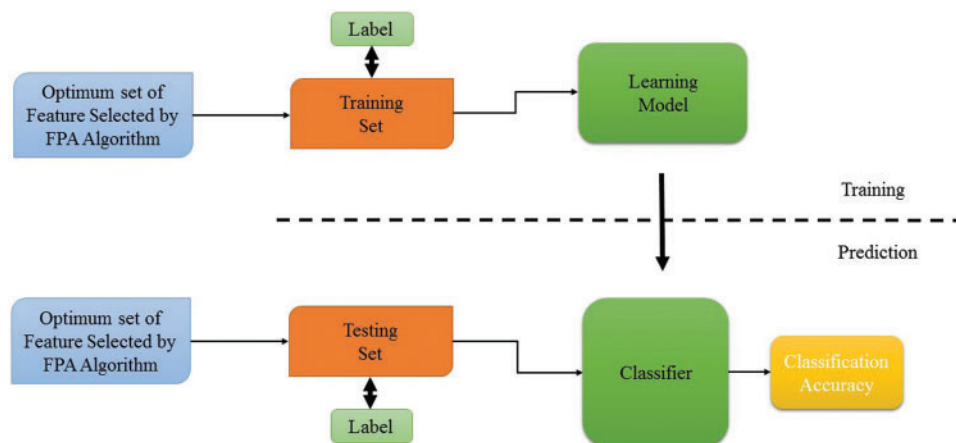 Label
Optimum set of
Feature Selected by
FPA Algorithm
Training
Set
Learning
Model
Training
Prediction
Optimum set of
Feature Selected by
FPA Algorithm
Testing
Set
Classifier
Classification
Accuracy
Label